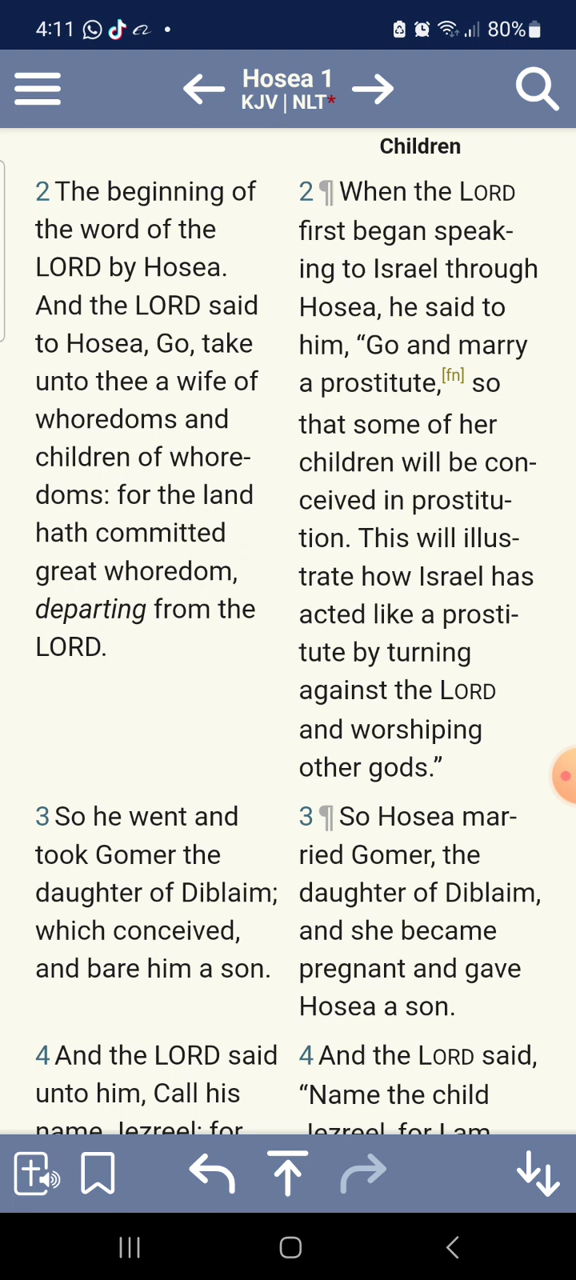 4:11
80%
Hosea 1
KJV | NLT*
Children
2 The beginning of
the word of the
LORD by Hosea.
And the LORD said
to Hosea, Go, take
unto thee a wife of
whoredoms and
children of whore-
doms: for the land
hath committed
great whoredom,
departing from the
LORD.
3 So he went and
took Gomer the
daughter of Diblaim;
which conceived,
and bare him a son.
4 And the LORD said
unto him, Call his
name Jezreel; for
2 ¶ When the LORD
first began speak-
ing to Israel through
Hosea, he said to
him, “Go and marry
a prostitute,[fn] so
that some of her
children will be con-
ceived in prostitu-
tion. This will illus-
trate how Israel has
acted like a prosti-
tute by turning
against the LORD
and worshiping
other gods.”
3 ¶ So Hosea mar-
ried Gomer, the
daughter of Diblaim,
and she became
pregnant and gave
Hosea a son.
4 And the LORD said,
“Name the child
Jezreel, for I am